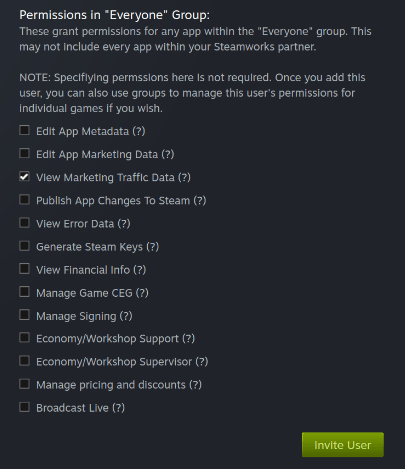 Permissions in "Everyone" Group:
These grant permissions for any app within the "Everyone" group. This
may not include every app within your Steamworks partner.
NOTE: Specifiying permssions here is not required. Once you add this
user, you can also use groups to manage this user's permissions for
individual games if you wish.
Edit App Metadata (?)
Edit App Marketing Data (?)
View Marketing Traffic Data (?)
Publish App Changes To Steam (?)
View Error Data (?)
Generate Steam Keys (?)
View Financial Info (?)
Manage Game CEG (?)
Manage Signing (?)
Economy/Workshop Support (?)
Economy/Workshop Supervisor (?)
Manage pricing and discounts (?)
Broadcast Live (?)
Invite User